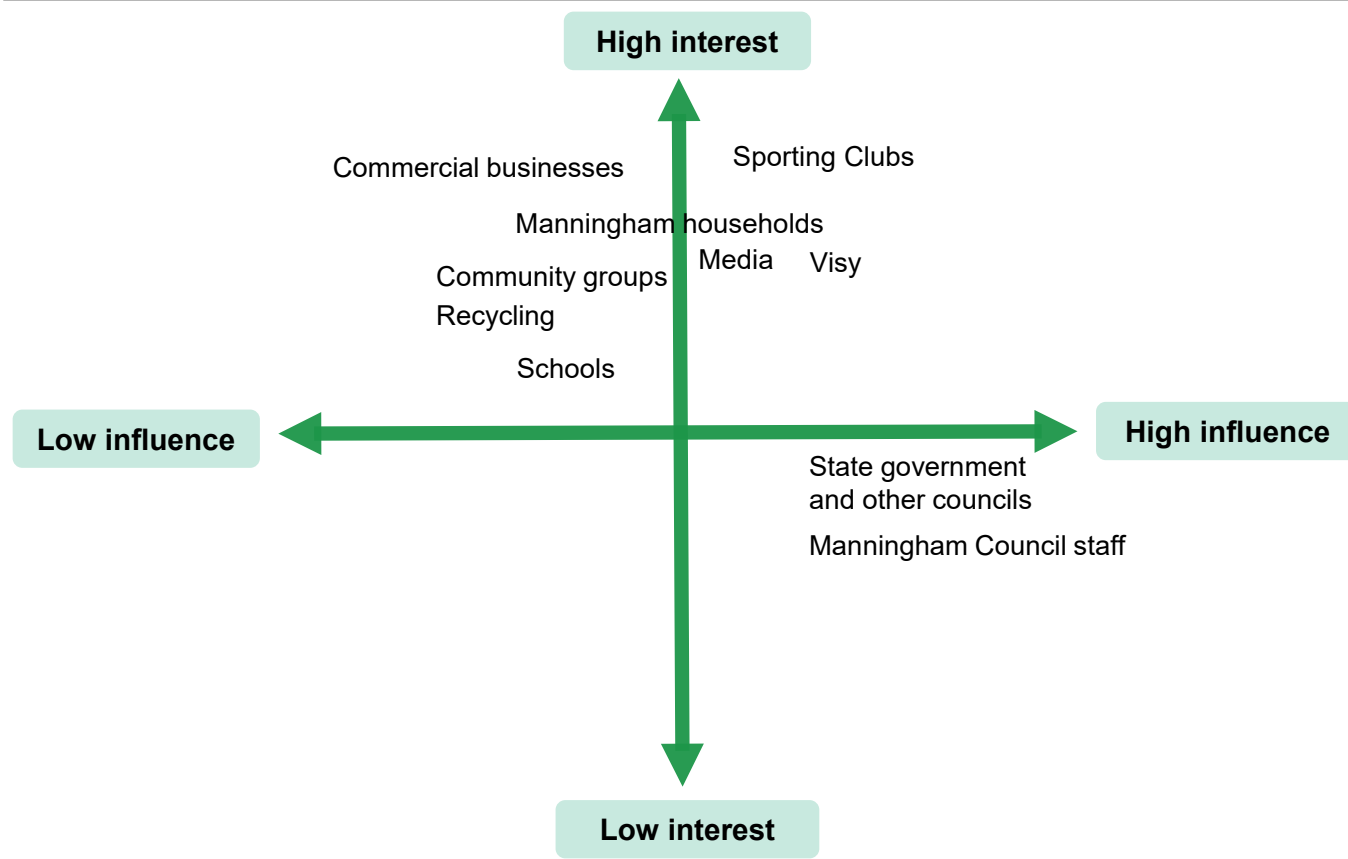 High interest
Sporting Clubs
Commercial businesses
Manningham households
Media
Visy
Community groups
Recycling
Schools
Low influence
High influence
State government
and other councils
Manningham Council staff
Low interest